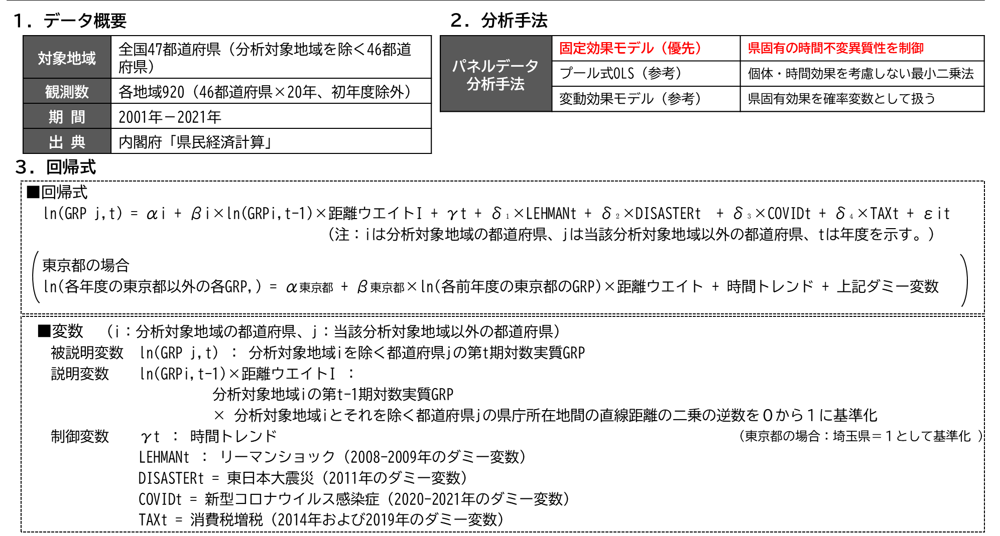 １．データ概要
対象地域
全国47都道府県（分析対象地域を除く46都道
府県）
観測数
各地域920（46都道府県×20年、初年度除外）
期 間
2001年－2021年
出 典
内閣府「県民経済計算」
２．分析手法
パネルデータ
分析手法
固定効果モデル（優先）
県固有の時間不変異質性を制御
プール式OLS（参考）
個体・時間効果を考慮しない最小二乗法
変動効果モデル（参考）
県固有効果を確率変数として扱う
３．回帰式
■回帰式
ln(GRP j,t) = αi + βi×ln(GRPi,t-1)×距離ウエイトI + γt + δ₁×LEHMANt + δ₂×DISASTERt + δ₃×COVIDt + δ₄×TAXt + εit
（注：iは分析対象地域の都道府県、jは当該分析対象地域以外の都道府県、tは年度を示す。）
東京都の場合
ln(各年度の東京都以外の各GRP,) = α東京都 + β東京都×ln(各前年度の東京都のGRP)×距離ウエイト + 時間トレンド + 上記ダミー変数
■変数 （i：分析対象地域の都道府県、j：当該分析対象地域以外の都道府県）
被説明変数 ln(GRP j,t) ： 分析対象地域iを除く都道府県jの第t期対数実質GRP
説明変数 ln(GRPi,t-1)×距離ウエイトI ：
分析対象地域iの第t-1期対数実質GRP
× 分析対象地域iとそれを除く都道府県jの県庁所在地間の直線距離の二乗の逆数を０から１に基準化
制御変数 γt ： 時間トレンド （東京都の場合：埼玉県＝１として基準化 ）
LEHMANt ： リーマンショック（2008-2009年のダミー変数）
DISASTERt = 東日本大震災（2011年のダミー変数）
COVIDt = 新型コロナウイルス感染症（2020-2021年のダミー変数）
TAXt = 消費税増税（2014年および2019年のダミー変数）